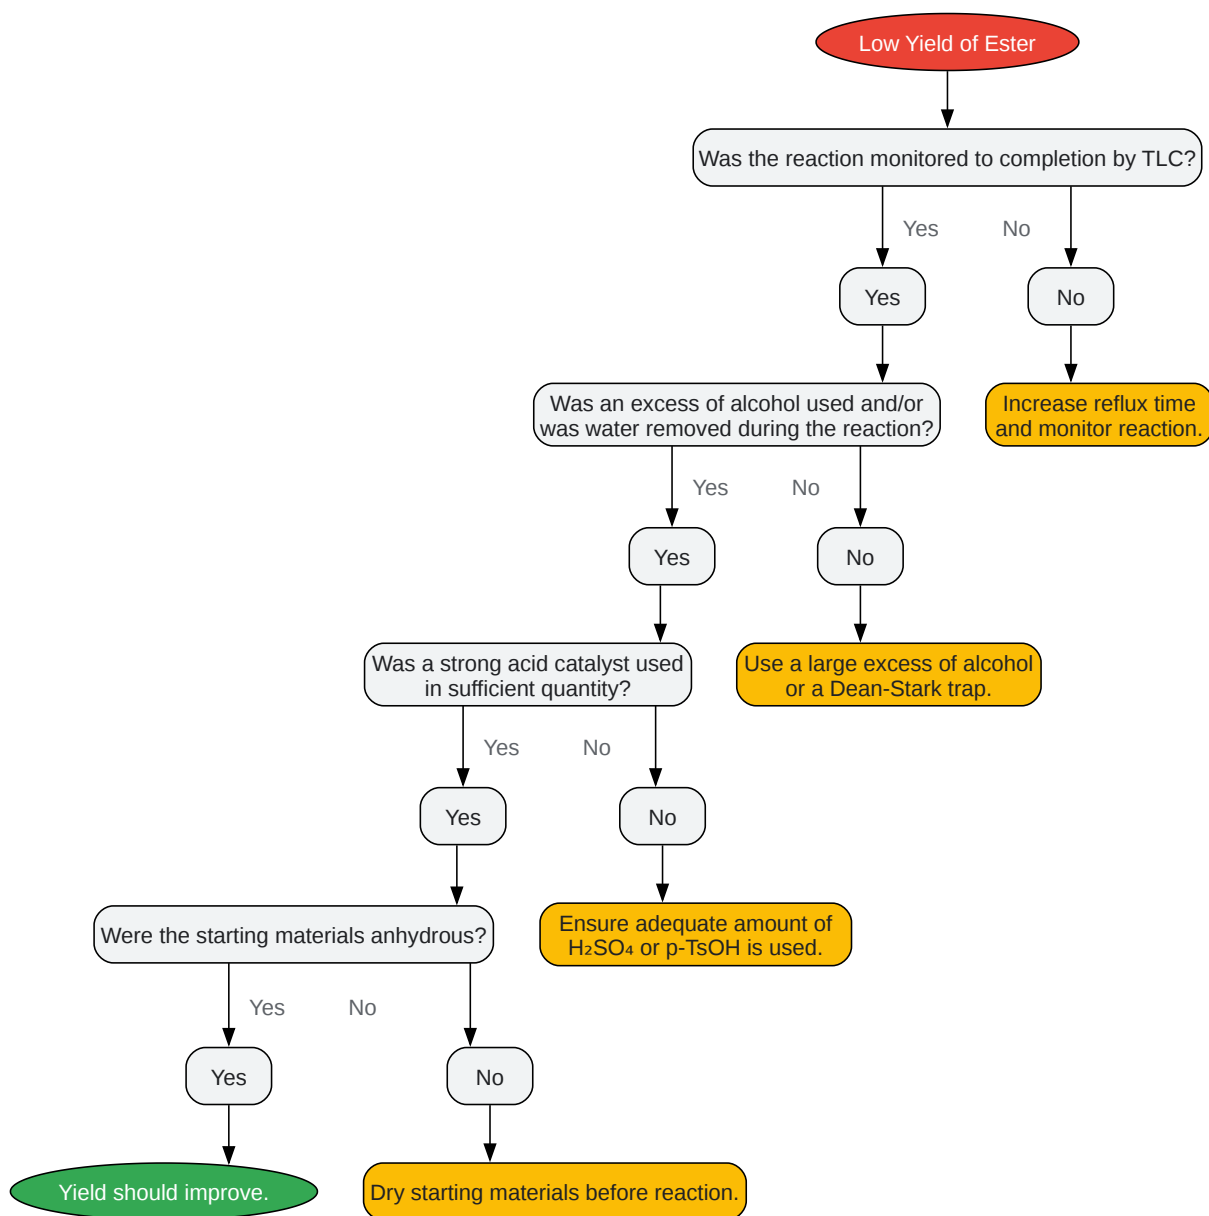 Low Yield of Ester
Was the reaction monitored to completion by TLC?
Yes
No
Yes
No
Was an excess of alcohol used and/or
was water removed during the reaction?
Increase reflux time
and monitor reaction.
Yes
No
Yes
No
Was a strong acid catalyst used
in sufficient quantity?
Use a large excess of alcohol
or a Dean-Stark trap.
Yes
No
Yes
No
Were the starting materials anhydrous?
Ensure adequate amount of
H₂SO₄ or p-TsOH is used.
Yes
No
Yes
No
Yield should improve.
Dry starting materials before reaction.